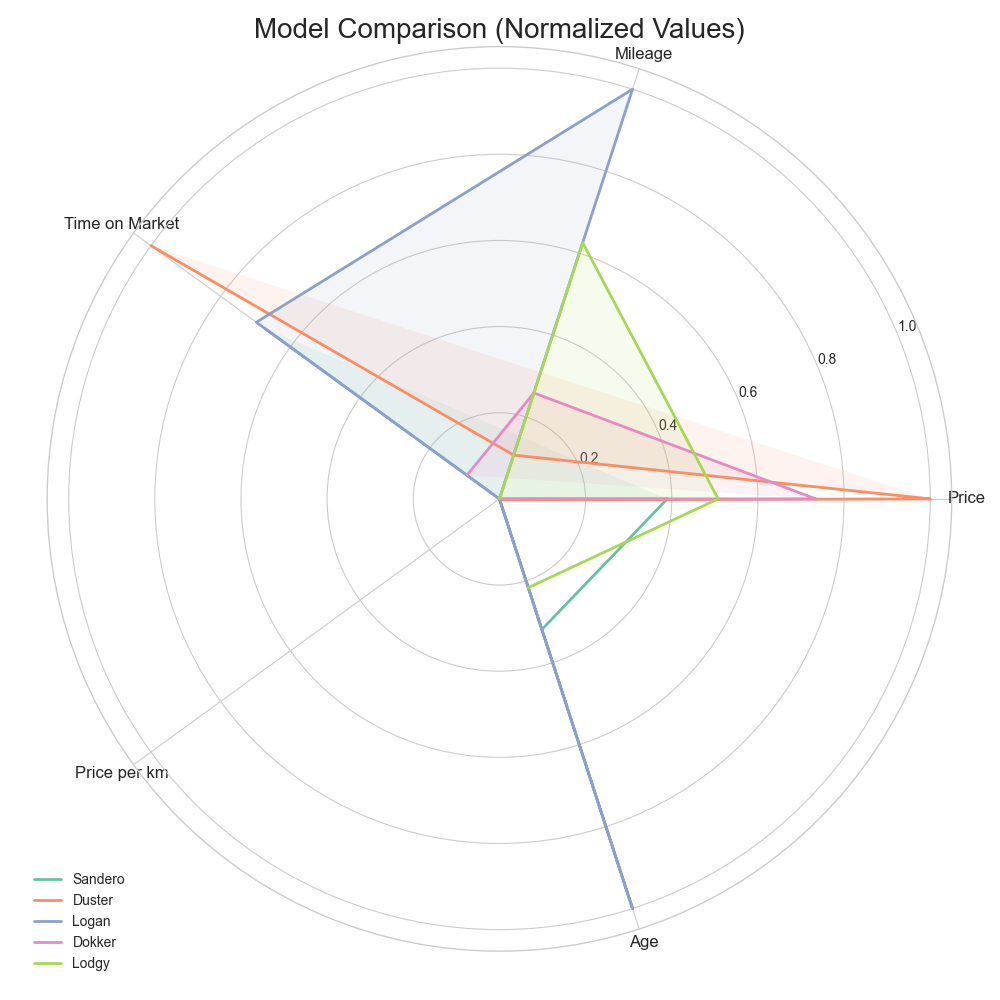 Model Comparison (Normalized Values)
Mileage
Time on Market
1.0
0.8
0.6
0.4
0.2
Price
Price per km
Sandero
Duster
Logan
Dokker
Lodgy
Age